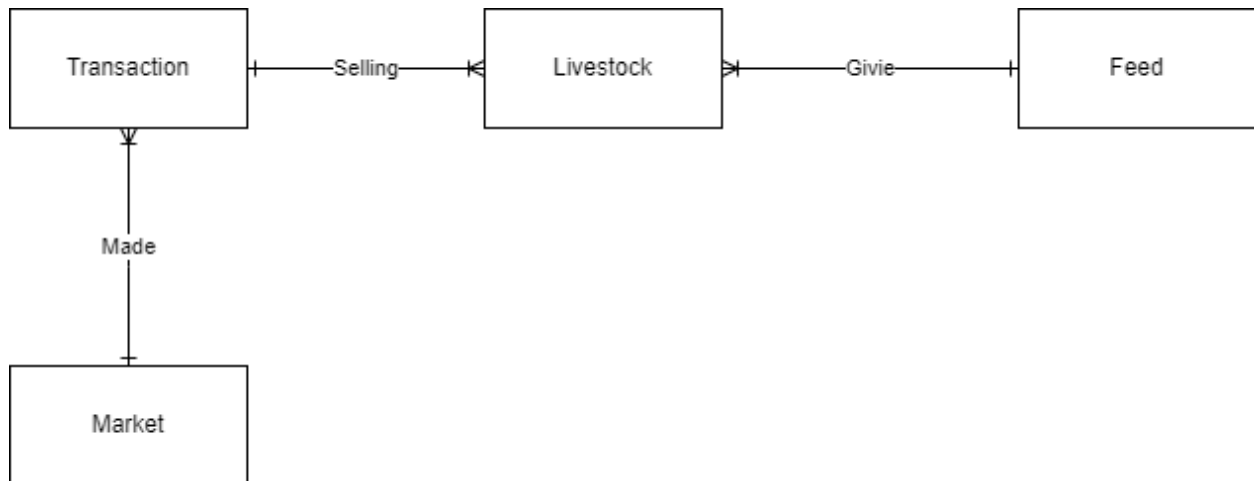 Transaction
Selling
Livestock
Givie
Feed
Made
Market